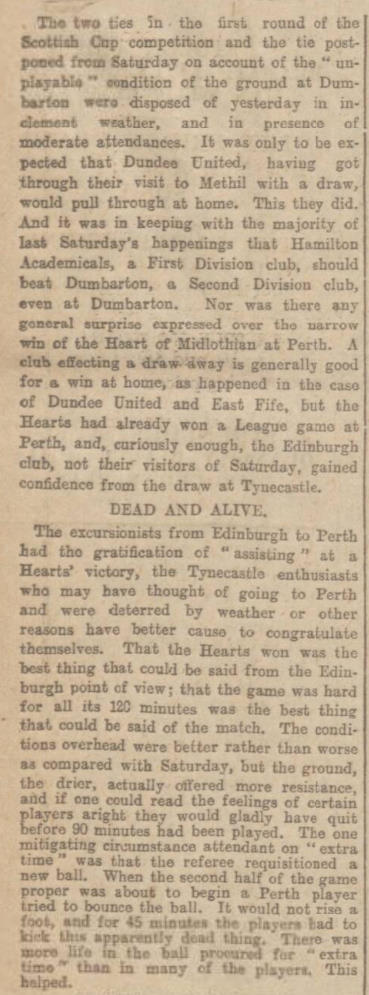 The two ties in the first round of the
Scottish Cup competition and the tie post-
poned from Saturday on account of the " un-
playable " condition of the ground at Dum-
barton were disposed of yesterday in in-
clement weather, and in presence of
moderate attendances. It was only to be ex-
pected that Dundee United, having got
through their visit to Methil with a draw,
would pull through at home. This they did.
And it was in keeping with the majority of
last Saturday's happenings that Hamilton
Academicals, a First Division club, should
beat Dumbarton, a Second Division club,
even at Dumbarton. Nor was there any
general surprise expressed over the narrow
win of the Heart of Midlothian at Perth. A
club effecting a draw away is generally good
for a win at home, as happened in the case
of Dundee United and East Fife, but the
Hearts had already won a League game at
Perth, and, curiously enough, the Edinburgh
club, not their visitors of Saturday, gained
confidence from the draw at Tynecastle.
DEAD AND ALIVE.
The excursionists from Edinburgh to Perth
had the gratification of " assisting " at a
Hearts' victory, the Tynecastle enthusiasts
who may have thought of going to Perth
and were deterred by weather or other
reasons have better cause to congratulate
themselves. That the Hearts won was the
best thing that could be said from the Edin-
burgh point of view; that the game was hard
for all its 120 minutes was the best thing
that could be said of the match. The condi-
tions overhead were better rather than worse
as compared with Saturday, but the ground,
the drier, actually offered more resistance,
and if one could read the feelings of certain
players aright they would gladly have quit
before 90 minutes had been played. The one
mitigating circumstance attendant on " extra
time " was that the referee requisitioned a
new ball. When the second half of the game
proper was about to begin a Perth player
tried to bounce the ball. It would not rise a
foot, and for 45 minutes the players had to
kick this apparently dead thing. There was
more life in the ball procured for " extra
time " than in many of the players. This
helped.